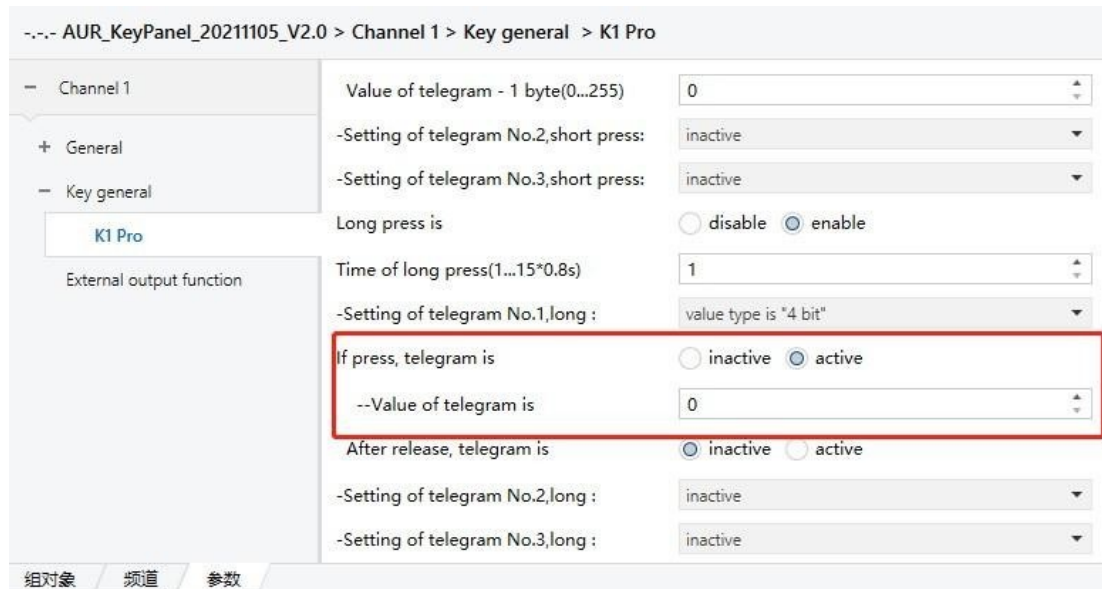 -.-.- AUR_KeyPanel_20211105_V2.0 > Channel 1 > Key general > K1 Pro
− Channel 1
+ General
− Key general
K1 Pro
External output function
Value of telegram - 1 byte(0...255) 0
-Setting of telegram No.2,short press: inactive
-Setting of telegram No.3,short press: inactive
Long press is disable enable
Time of long press(1...15*0.8s) 1
-Setting of telegram No.1,long : value type is "4 bit"
If press, telegram is inactive active
--Value of telegram is 0
After release, telegram is inactive active
-Setting of telegram No.2,long : inactive
-Setting of telegram No.3,long : inactive
组对象 频道 参数